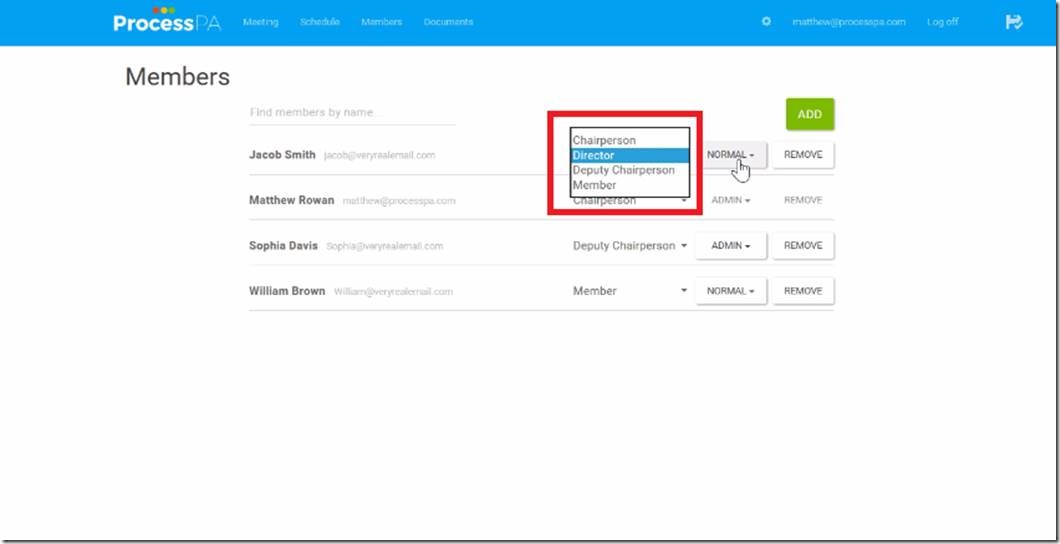 ProcessPA Meeting Schedule Members Documents matthew@processpa.com Log off
Members
Find members by name...
ADD
Chairperson
Jacob Smith jacob@veryrealemail.com Director NORMAL REMOVE
Deputy Chairperson
Member
Matthew Rowan matthew@processpa.com Chairperson ADMIN REMOVE
Sophia Davis Sophia@veryrealemail.com Deputy Chairperson ADMIN REMOVE
William Brown William@veryrealemail.com Member NORMAL REMOVE